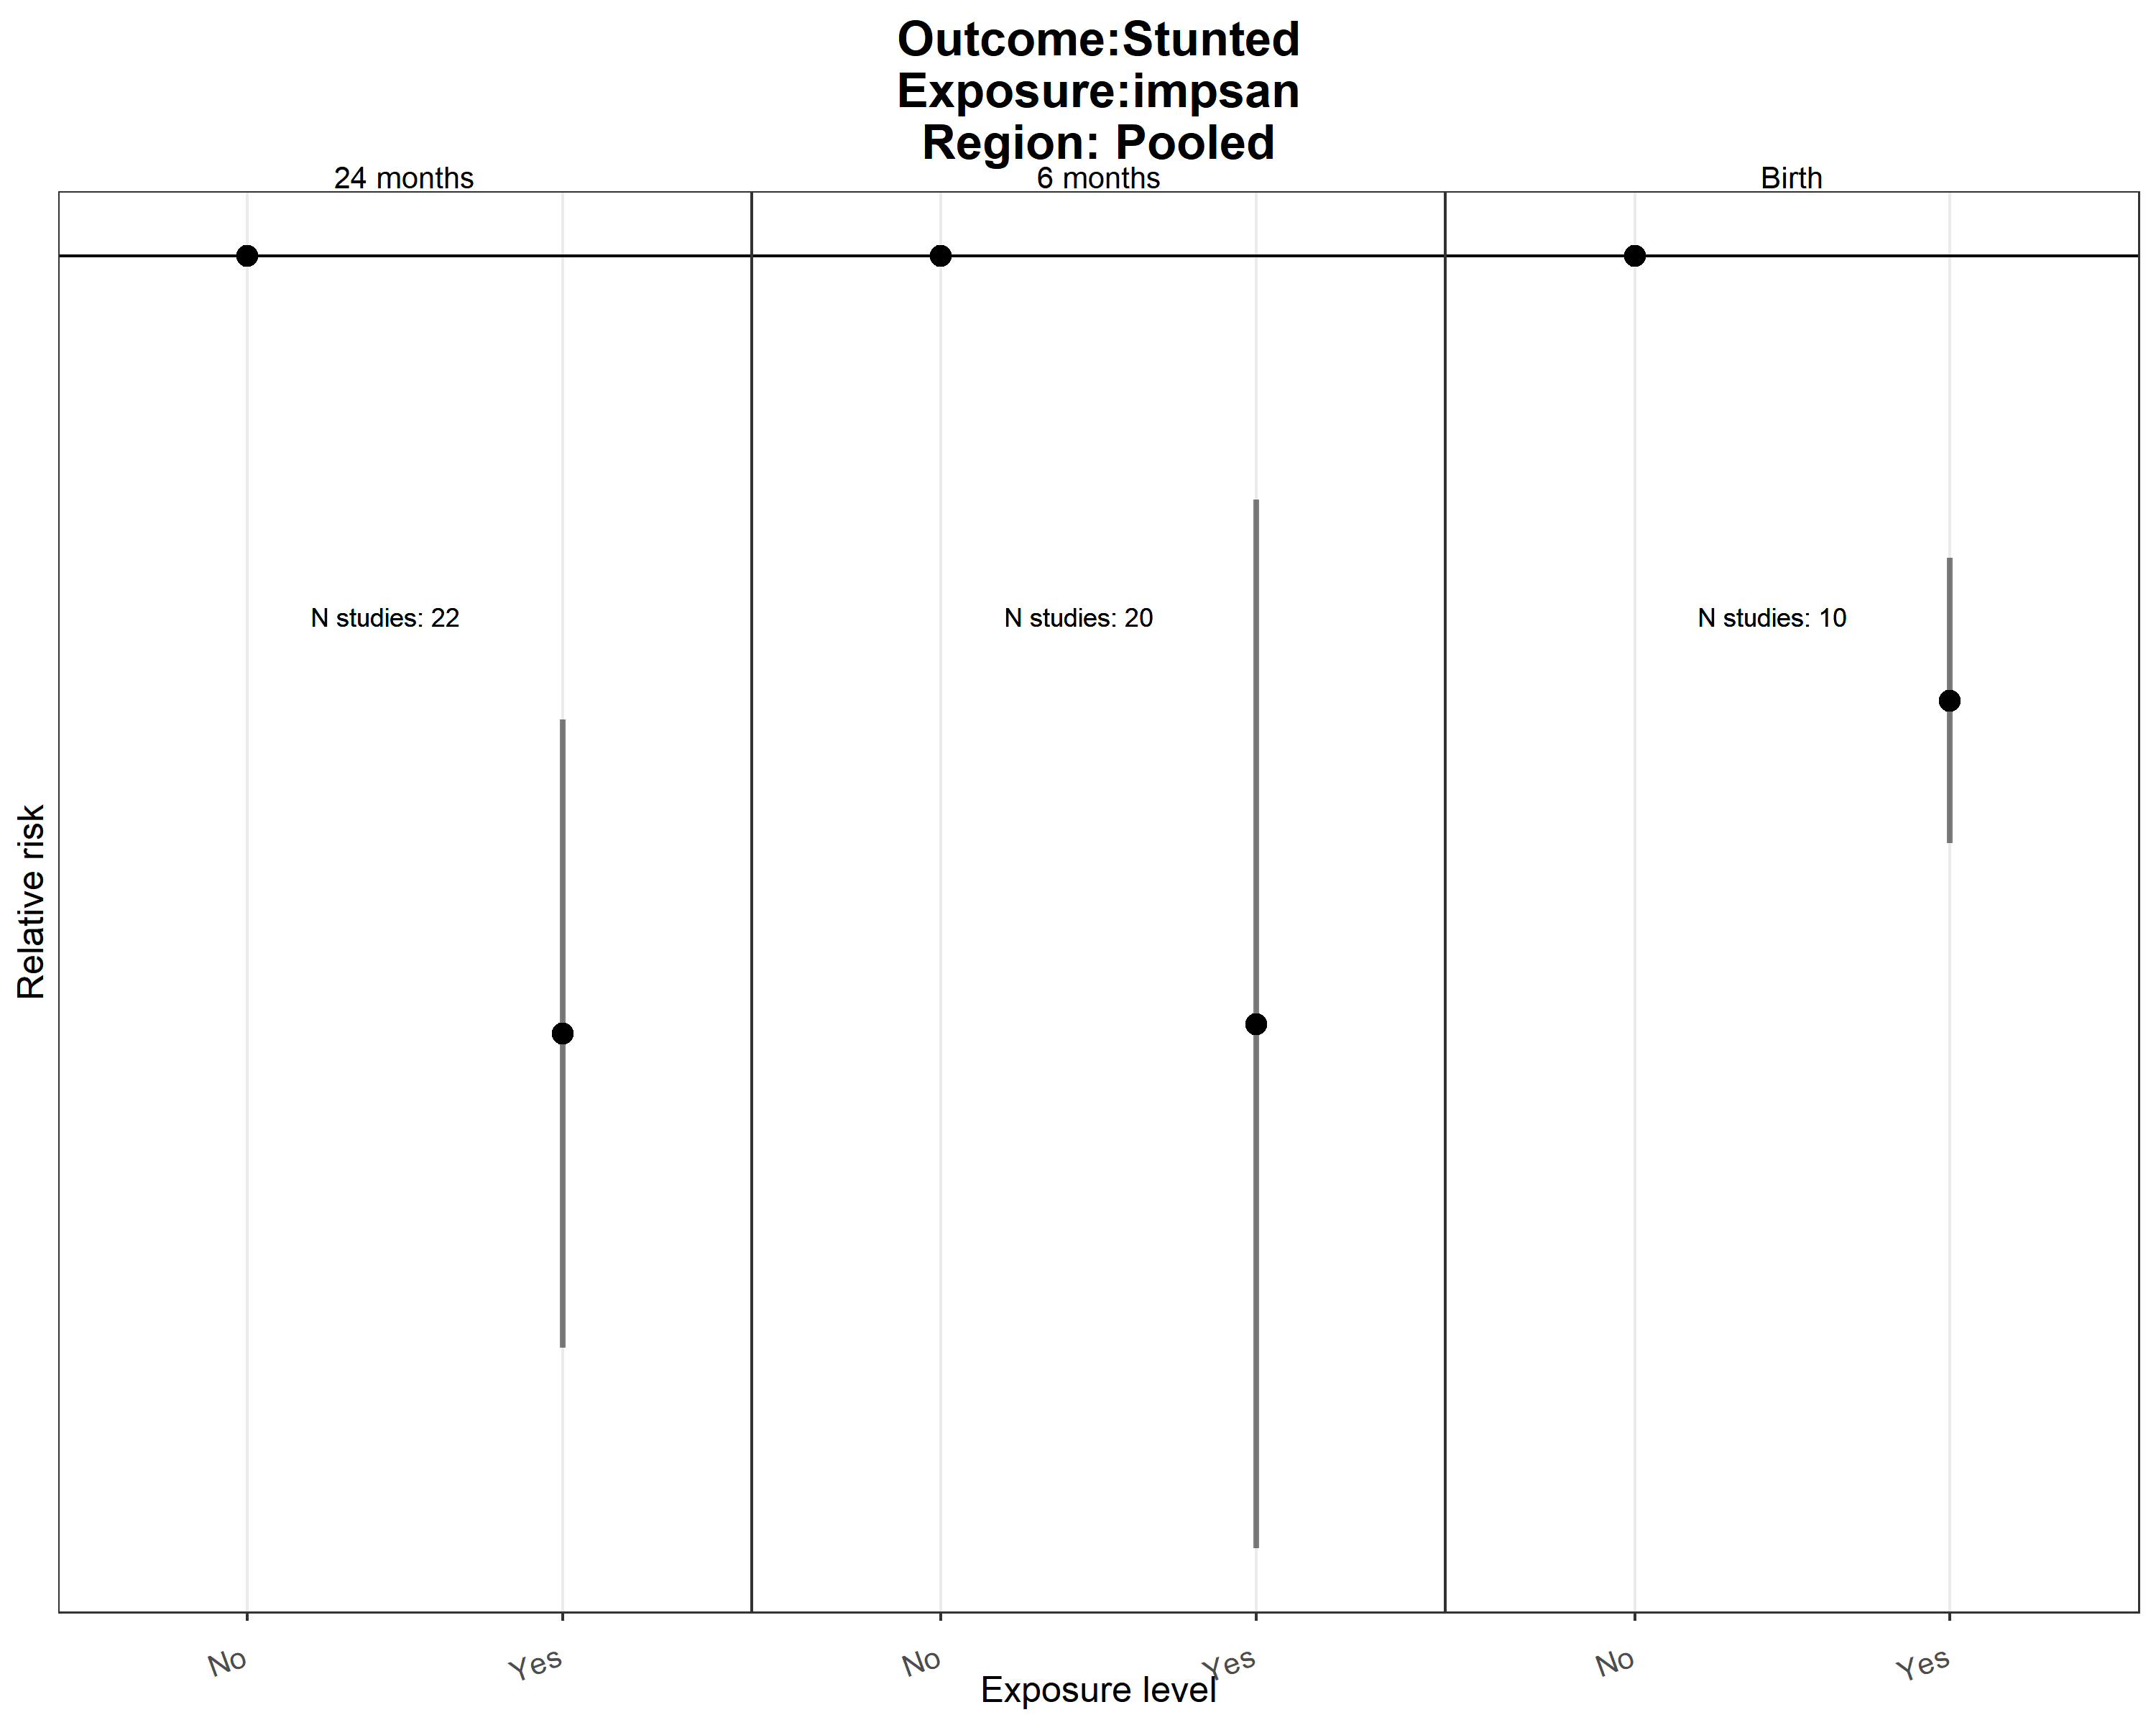 Outcome:Stunted
Exposure:impsan
Region: Pooled
24 months
6 months
Birth
N studies: 22
N studies: 20
N studies: 10
Relative risk
No
Yes
No
Yes
No
Yes
Exposure level